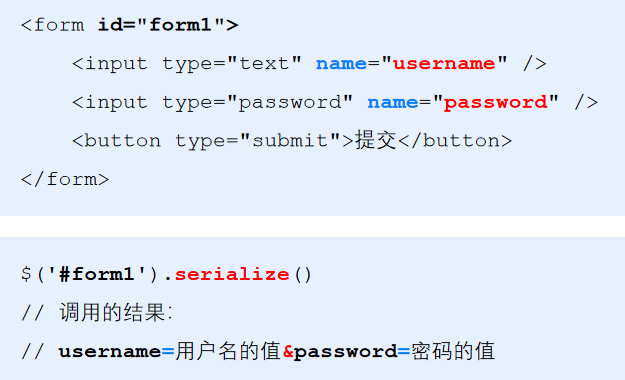 <form id="form1">
<input type="text" name="username" />
<input type="password" name="password" />
<button type="submit">提交</button>
</form>
$('#form1').serialize()
// 调用的结果:
// username=用户名的值&password=密码的值